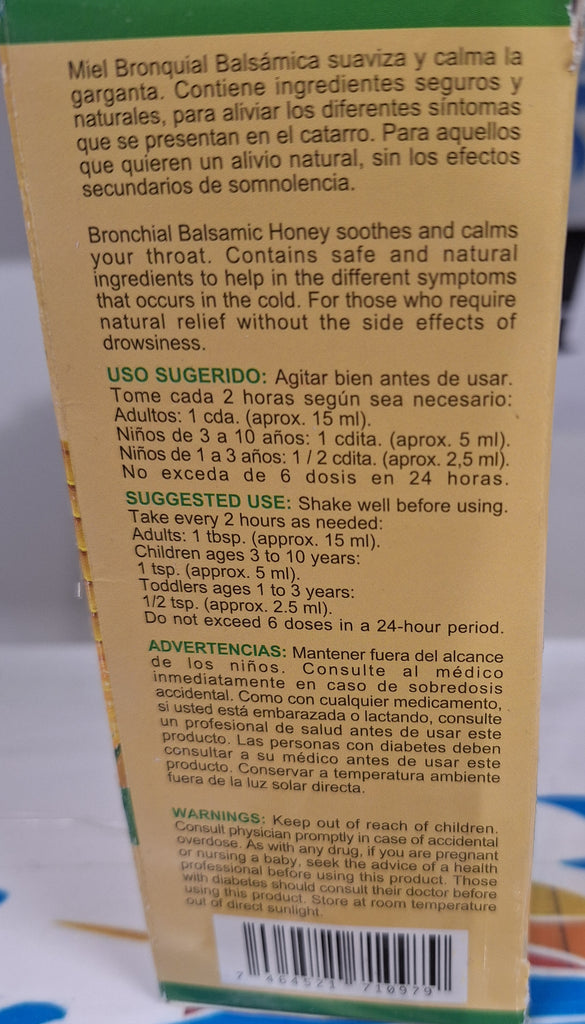 Miel Bronquial Balsámica suaviza y calma la
garganta. Contiene ingredientes seguros y
naturales, para aliviar los diferentes síntomas
que se presentan en el catarro. Para aquellos
que quieren un alivio natural, sin los efectos
secundarios de somnolencia.
Bronchial Balsamic Honey soothes and calms
your throat. Contains safe and natural
ingredients to help in the different symptoms
that occurs in the cold. For those who require
natural relief without the side effects of
drowsiness.
USO SUGERIDO: Agitar bien antes de usar.
Tome cada 2 horas según sea necesario:
Adultos: 1 cda. (aprox. 15 ml).
Niños de 3 a 10 años: 1 cdita. (aprox. 5 ml).
Niños de 1 a 3 años: 1 / 2 cdita. (aprox. 2,5 ml).
No exceda de 6 dosis en 24 horas.
SUGGESTED USE: Shake well before using.
Take every 2 hours as needed:
Adults: 1 tbsp. (approx. 15 ml).
Children ages 3 to 10 years:
1 tsp. (approx. 5 ml).
Toddlers ages 1 to 3 years:
1/2 tsp. (approx. 2.5 ml).
Do not exceed 6 doses in a 24-hour period.
ADVERTENCIAS: Mantener fuera del alcance
de los niños. Consulte al médico
inmediatamente en caso de sobredosis
accidental. Como con cualquier medicamento,
si usted está embarazada o lactando, consulte
un profesional de salud antes de usar este
producto. Las personas con diabetes deben
consultar a su médico antes de usar este
producto. Conservar a temperatura ambiente
fuera de la luz solar directa.
WARNINGS: Keep out of reach of children.
Consult physician promptly in case of accidental
overdose. As with any drug, if you are pregnant
or nursing a baby, seek the advice of a health
professional before using this product. Those
with diabetes should consult their doctor before
using this product. Store at room temperature
out of direct sunlight.
7 464521 710979